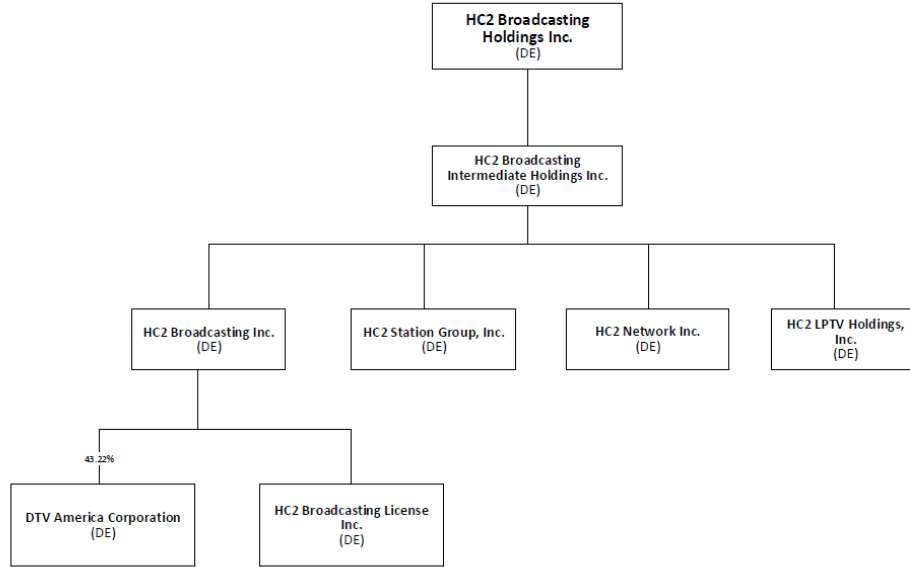 HC2 Broadcasting
Holdings Inc.
(DE)
HC2 Broadcasting
Intermediate Holdings Inc.
(DE)
HC2 Broadcasting Inc.
(DE)
HC2 Station Group, Inc.
(DE)
HC2 Network Inc.
(DE)
HC2 LPTV Holdings,
Inc.
(DE)
43.22%
DTV America Corporation
(DE)
HC2 Broadcasting License
Inc.
(DE)